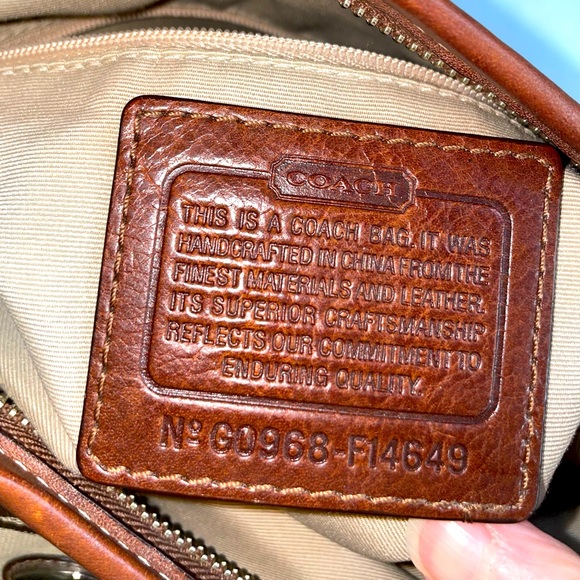 COACH
THIS IS A COACH BAG. IT WAS
HANDCRAFTED IN CHINA FROM THE
FINEST MATERIALS AND LEATHER.
ITS SUPERIOR CRAFTSMANSHIP
REFLECTS OUR COMMITMENT TO
ENDURING QUALITY.
Nº G0968-F14649